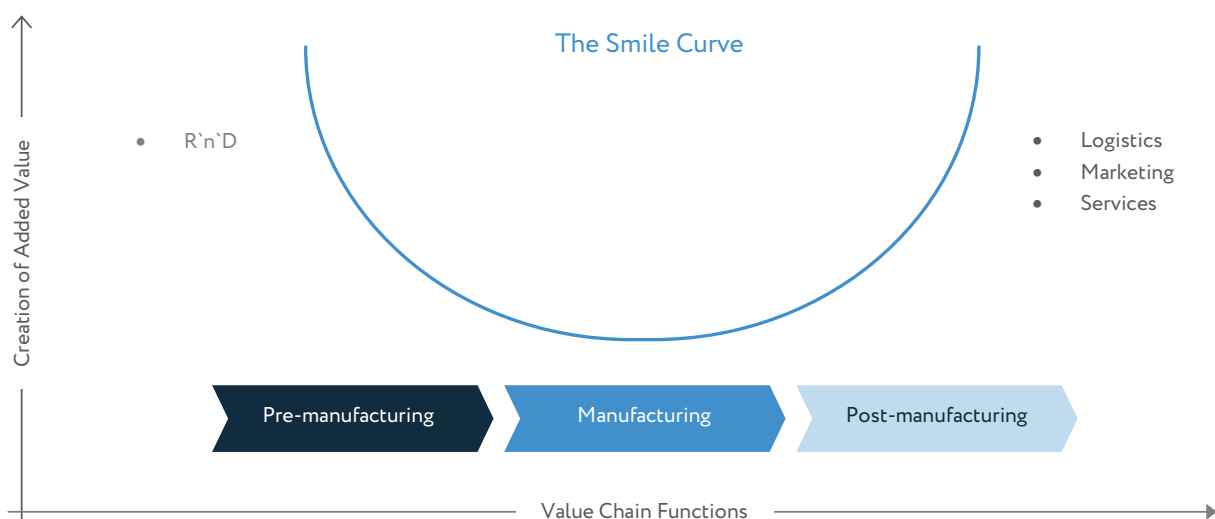 The Smile Curve
Creation of Added Value
• R`n`D
• Logistics
• Marketing
• Services
Pre-manufacturing
Manufacturing
Post-manufacturing
Value Chain Functions